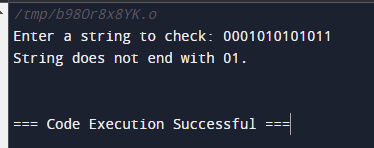 /tmp/b98Or8x8YK.o
Enter a string to check: 0001010101011
String does not end with 01.
=== Code Execution Successful ===